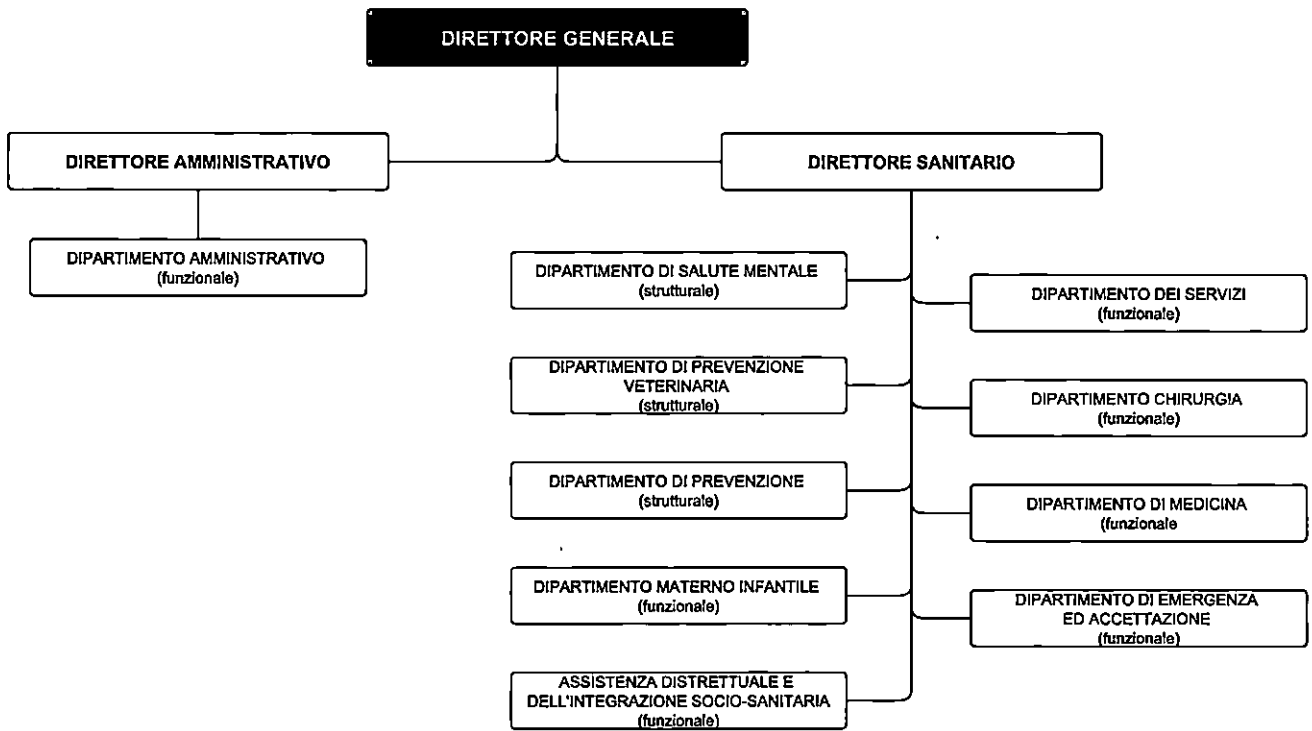 DIRETTORE GENERALE
DIRETTORE AMMINISTRATIVO
DIRETTORE SANITARIO
DIPARTIMENTO AMMINISTRATIVO
(funzionale)
DIPARTIMENTO DI SALUTE MENTALE
(strutturale)
DIPARTIMENTO DI PREVENZIONE
VETERINARIA
(strutturale)
DIPARTIMENTO DI PREVENZIONE
(strutturale)
DIPARTIMENTO MATERNO INFANTILE
(funzionale)
ASSISTENZA DISTRETTUALE E
DELL'INTEGRAZIONE SOCIO-SANITARIA
(funzionale)
DIPARTIMENTO DEI SERVIZI
(funzionale)
DIPARTIMENTO CHIRURGIA
(funzionale)
DIPARTIMENTO DI MEDICINA
(funzionale
DIPARTIMENTO DI EMERGENZA
ED ACCETTAZIONE
(funzionale)